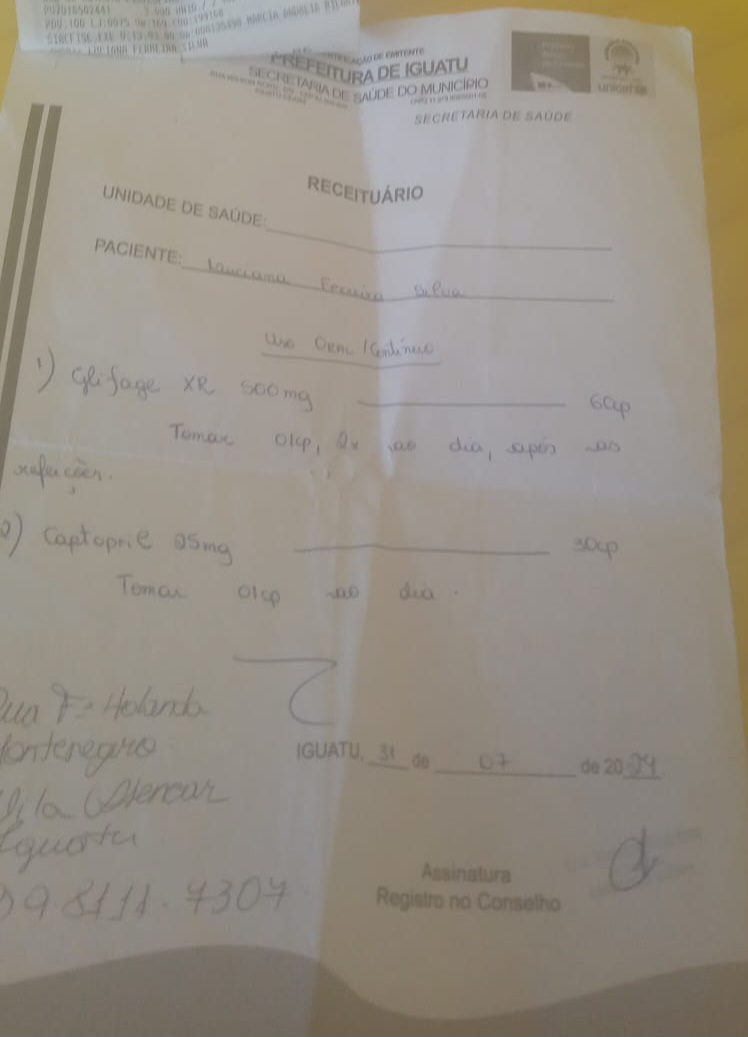 PREFEITURA DE IGUATU
SECRETARIA DE SAÚDE DO MUNICÍPIO
SECRETARIA DE SAÚDE
unicef
RECEITUÁRIO
UNIDADE DE SAÚDE:
PACIENTE: Luciana Ferreira Silva
Uso Oral / Contínuo
1) Glifage XR 500mg 60cp
Tomar 01cp, 2x ao dia, após as
refeições.
2) Captopril 25mg 30cp
Tomar 01cp ao dia.
Rua Fº Holanda
Montenegro
Vila
Iguatu
9.8111.7307
IGUATU, 31 de 07 de 2024
Assinatura
Registro no Conselho